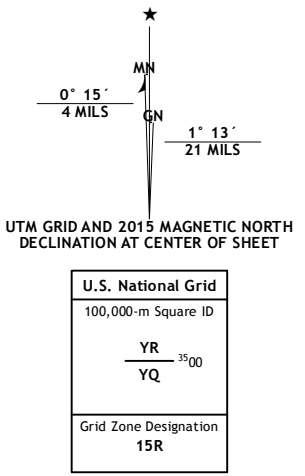 ★
MN
0° 15´
4 MILS
GN
1° 13´
21 MILS
UTM GRID AND 2015 MAGNETIC NORTH
DECLINATION AT CENTER OF SHEET
U.S. National Grid
100,000-m Square ID
YR
3500
YQ
Grid Zone Designation
15R